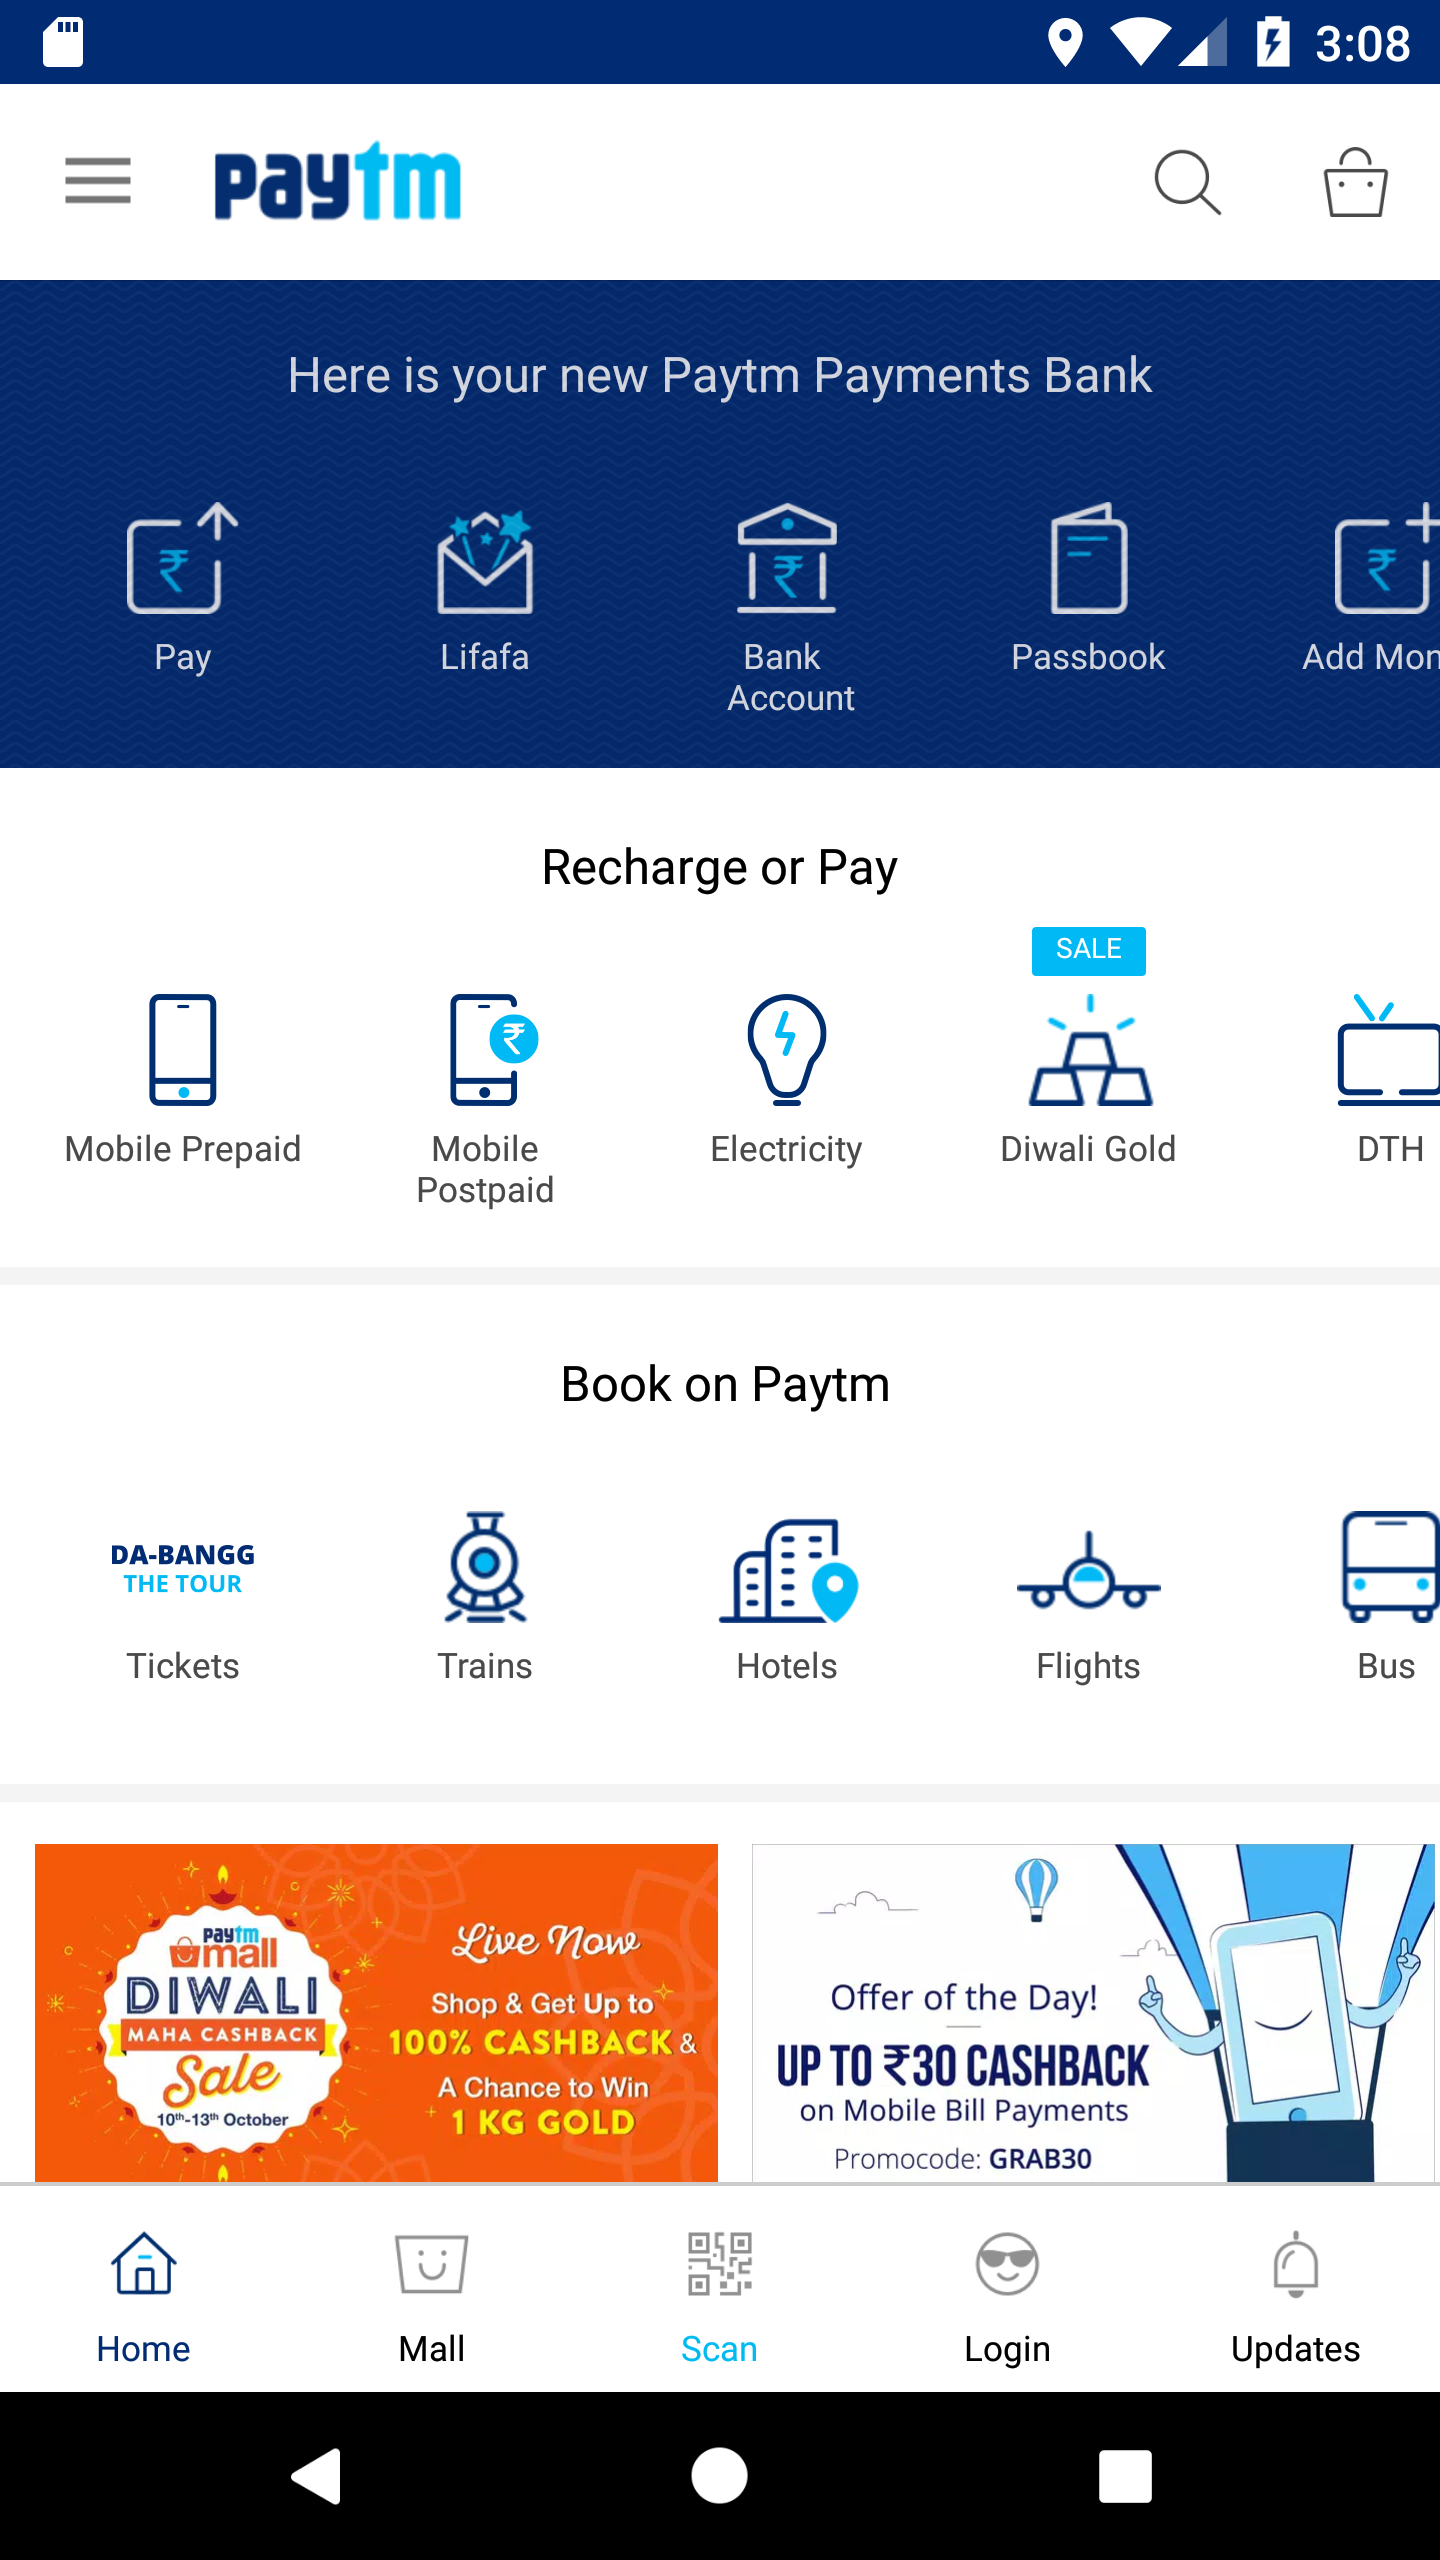 3:08
paytm
Here is your new Paytm Payments Bank
Pay
Lifafa
Bank
Account
Passbook
Add Mon
Recharge or Pay
SALE
Mobile Prepaid
Mobile
Postpaid
Electricity
Diwali Gold
DTH
Book on Paytm
DA-BANGG
THE TOUR
Tickets
Trains
Hotels
Flights
Bus
paytm
mall
DIWALI
MAHA CASHBACK
Sale
10th-13th October
Live Now
Shop & Get Up to
100% CASHBACK &
A Chance to Win
1 KG GOLD
Offer of the Day!
UP TO ₹30 CASHBACK
on Mobile Bill Payments
Promocode: GRAB30
Home
Mall
Scan
Login
Updates